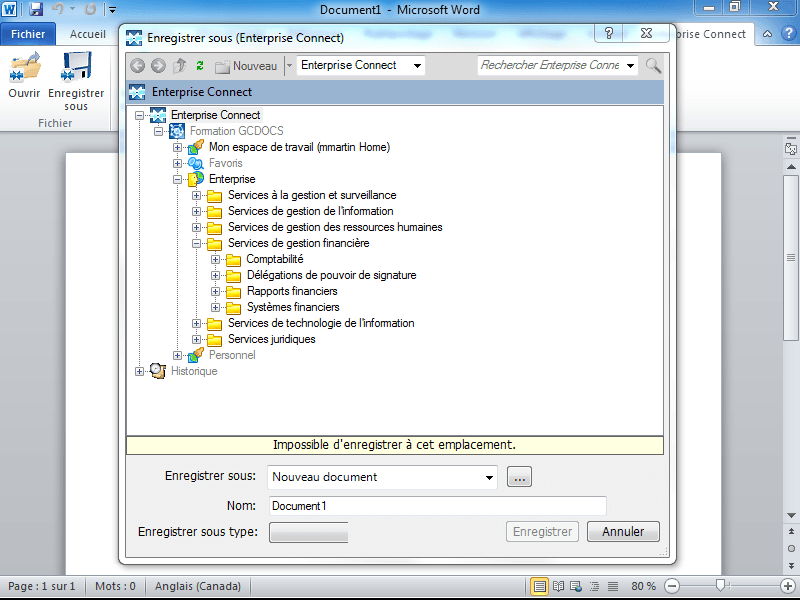 Document1 - Microsoft Word
Fichier
Accueil
Enregistrer sous (Enterprise Connect)
rprise Connect
Nouveau
Enterprise Connect
Rechercher Enterprise Conne
Ouvrir
Enregistrer
sous
Fichier
Enterprise Connect
Enterprise Connect
Formation GCDOCS
Mon espace de travail (mmartin Home)
Favoris
Enterprise
Services à la gestion et surveillance
Services de gestion de l'information
Services de gestion des ressources humaines
Services de gestion financière
Comptabilité
Délégations de pouvoir de signature
Rapports financiers
Systèmes financiers
Services de technologie de l'information
Services juridiques
Personnel
Historique
Impossible d'enregistrer à cet emplacement.
Enregistrer sous: Nouveau document ...
Nom: Document1
Enregistrer sous type:
Enregistrer
Annuler
Page : 1 sur 1
Mots : 0
Anglais (Canada)
80 %